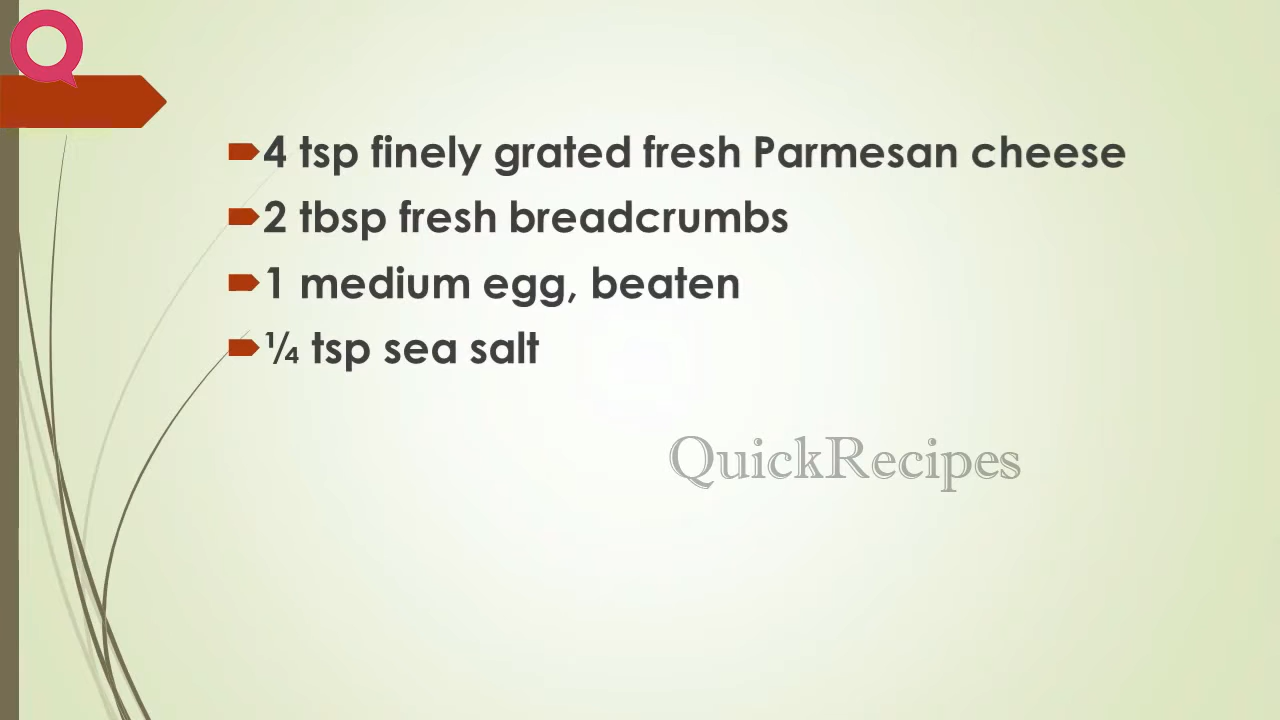 4 tsp finely grated fresh Parmesan cheese
2 tbsp fresh breadcrumbs
1 medium egg, beaten
¼ tsp sea salt
QuickRecipes